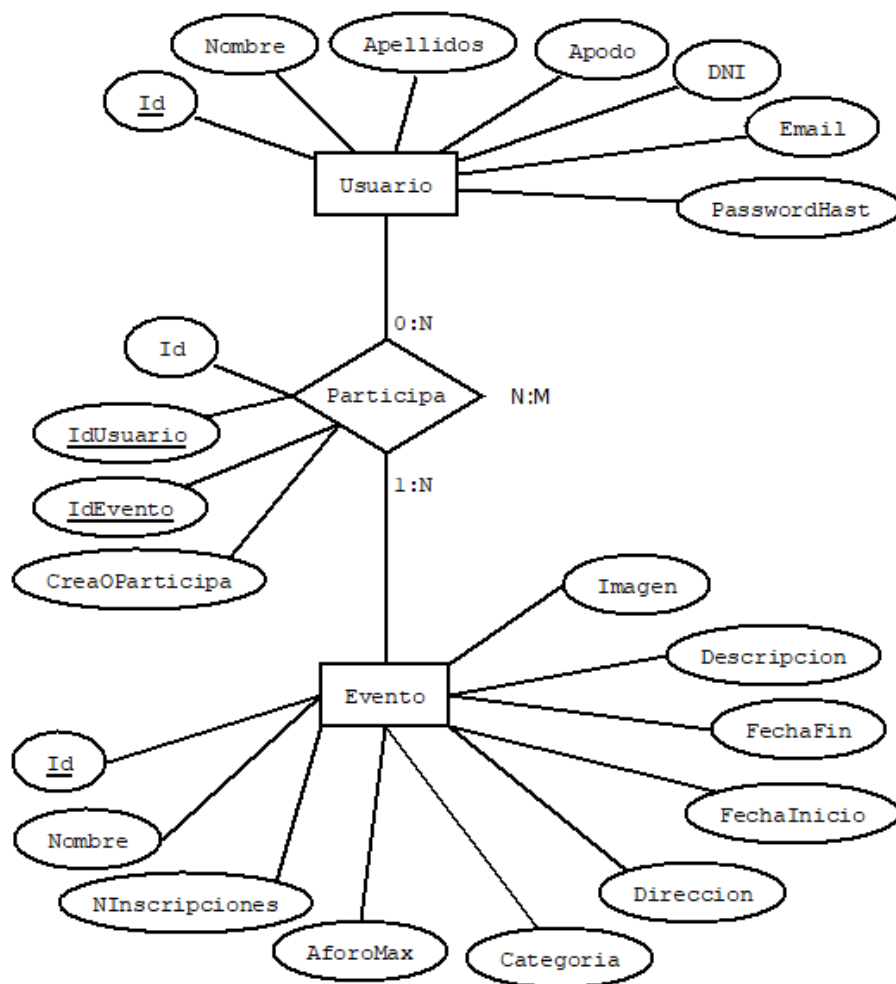 Nombre
Apellidos
Apodo
DNI
Id
Email
Usuario
PasswordHast
0:N
Id
Participa
N:M
IdUsuario
1:N
IdEvento
CreaOParticipa
Imagen
Descripcion
Evento
FechaFin
Id
FechaInicio
Nombre
Direccion
NInscripciones
AforoMax
Categoria